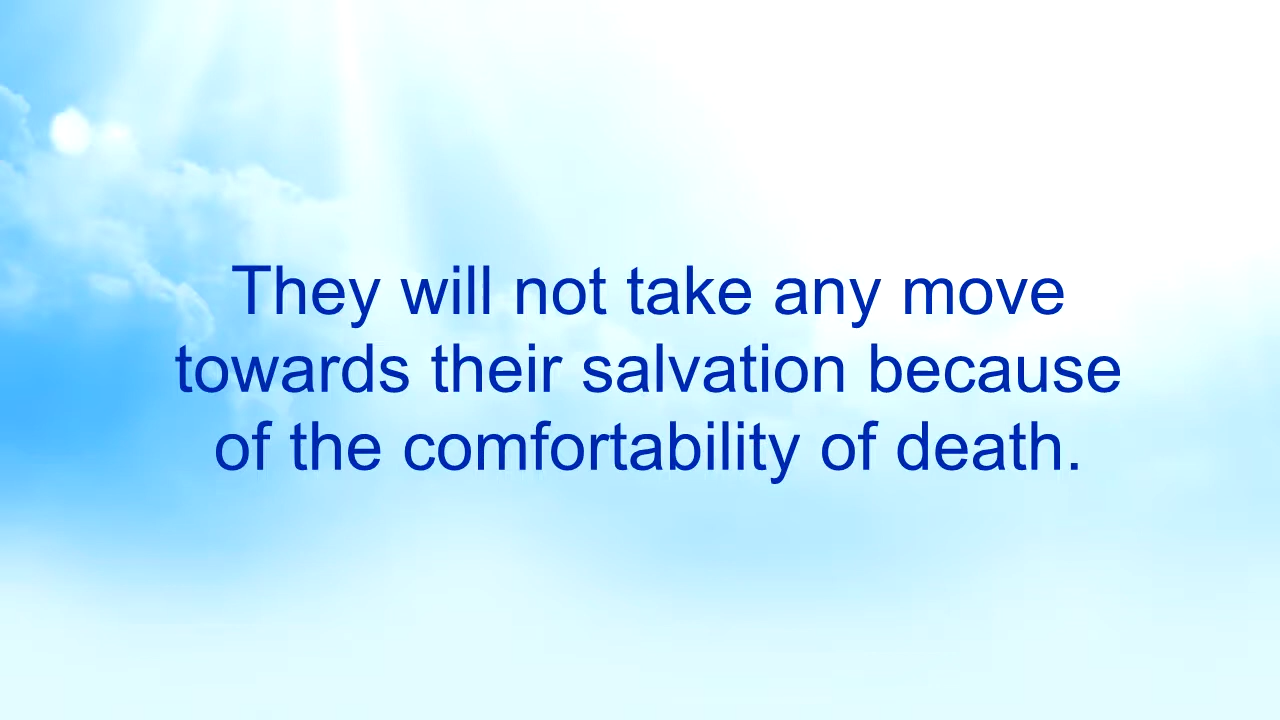 They will not take any move
towards their salvation because
of the comfortability of death.